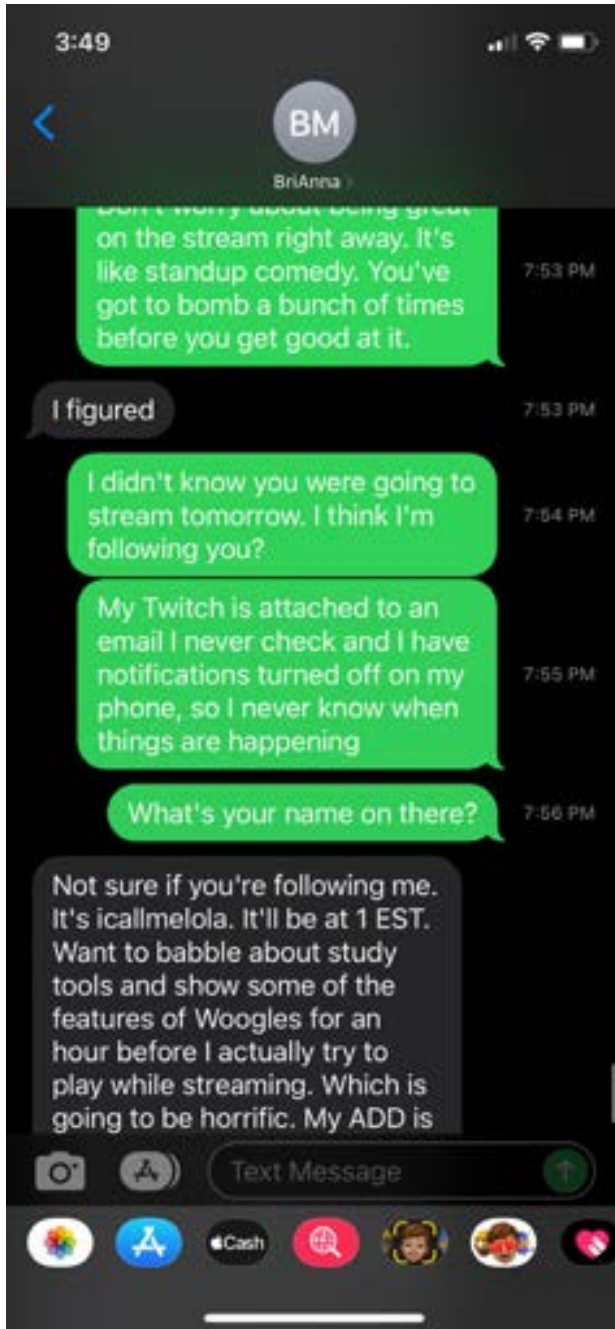 3:49
BM
BriAnna
Don't worry about being great
on the stream right away. It's
like standup comedy. You've
got to bomb a bunch of times
before you get good at it.
7:53 PM
I figured
7:53 PM
I didn't know you were going to
stream tomorrow. I think I'm
following you?
7:54 PM
My Twitch is attached to an
email I never check and I have
notifications turned off on my
phone, so I never know when
things are happening
7:55 PM
What's your name on there?
7:56 PM
Not sure if you're following me.
It's icallmelola. It'll be at 1 EST.
Want to babble about study
tools and show some of the
features of Woogles for an
hour before I actually try to
play while streaming. Which is
going to be horrific. My ADD is
Text Message
Cash